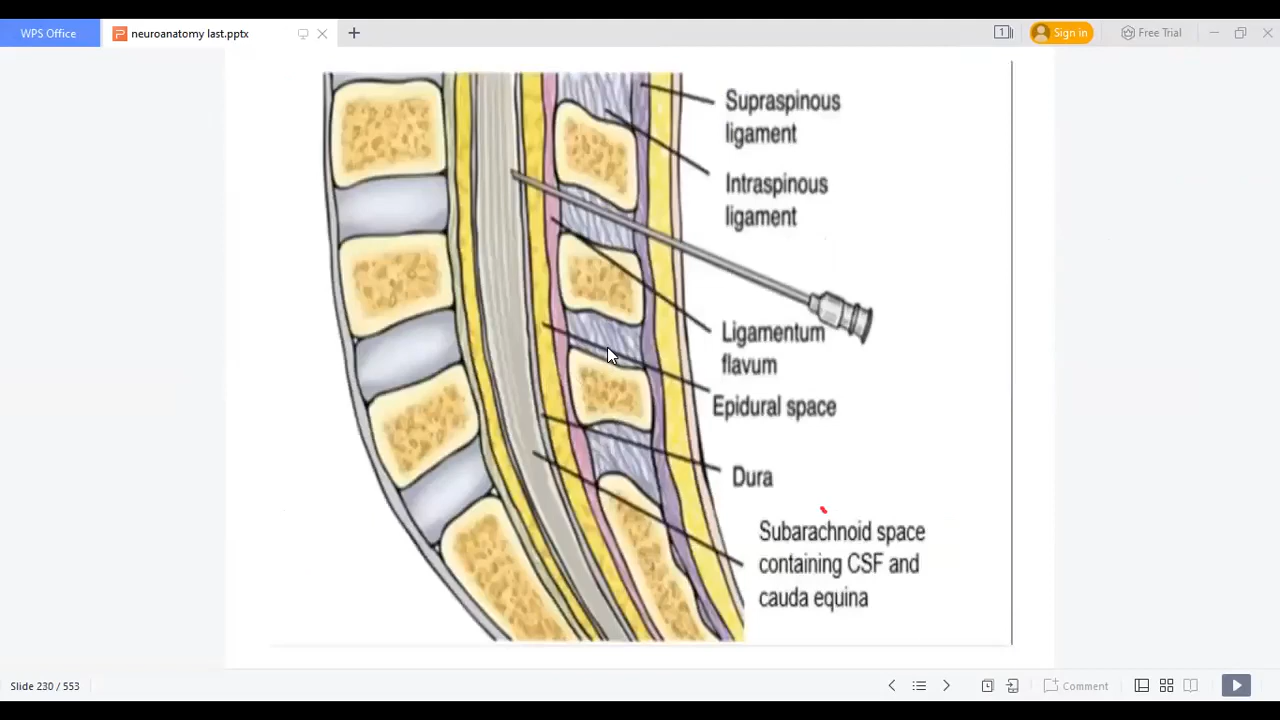 WPS Office
neuroanatomy last.pptx
1
Sign in
Free Trial
Supraspinous
ligament
Intraspinous
ligament
Ligamentum
flavum
Epidural space
Dura
Subarachnoid space
containing CSF and
cauda equina
Slide 230 / 553
Comment